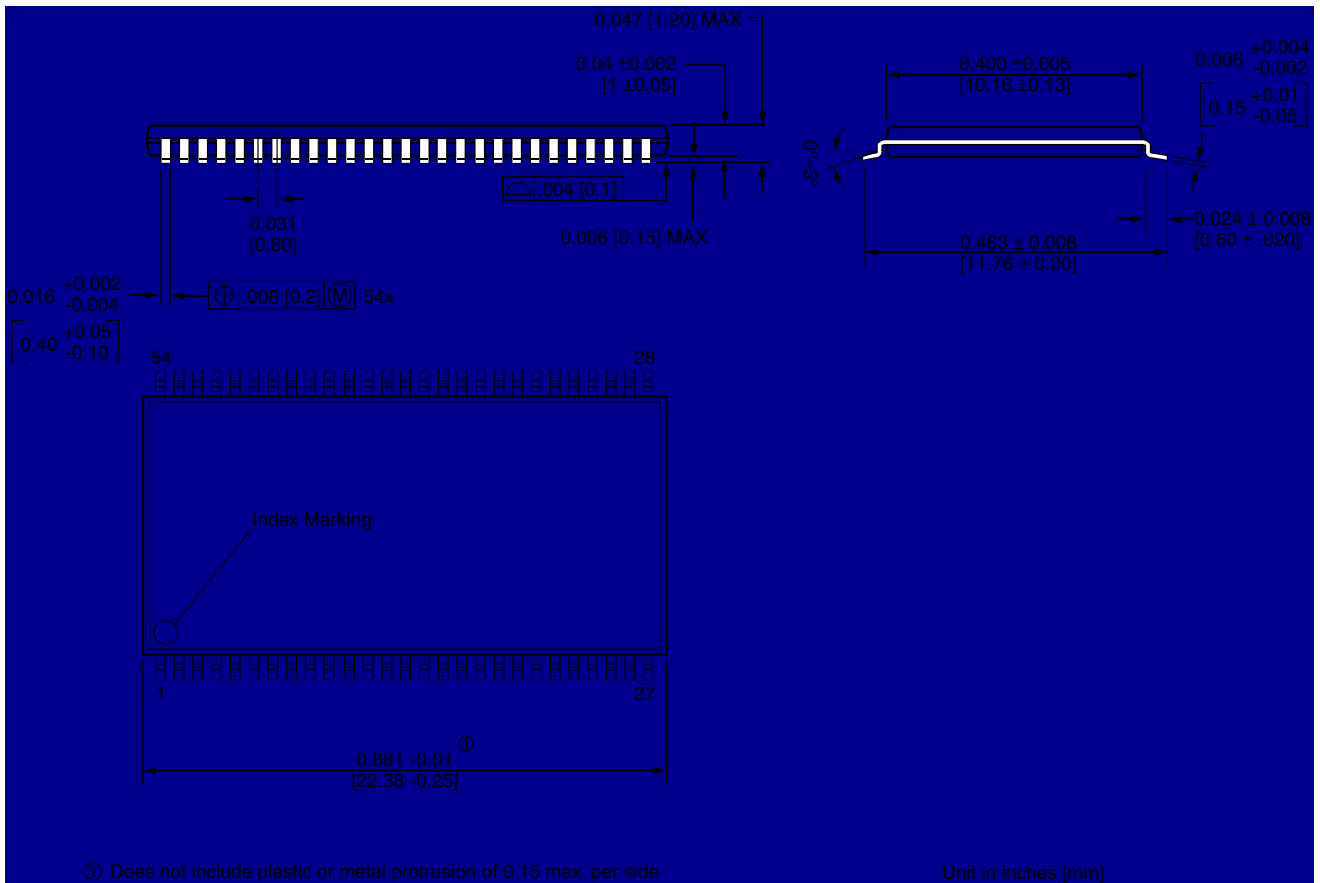 0.047 [1.20] MAX
0.04 ±0.002
[1 ±0.05]
0.400 ±0.005
[10.16 ±0.13]
0.006 +0.004 -0.002
0.15 +0.01 -0.05
0°~5°
.004 [0.1]
0.031
[0.80]
0.006 [0.15] MAX
0.024 ± 0.008
[0.60 ± .020]
0.463 ± 0.008
[11.76 ± 0.20]
0.016 +0.002 -0.004
.008 [0.2] M 54x
0.40 +0.05 -0.10
54
28
Index Marking
1
27
0.881 -0.01 ①
[22.38 -0.25]
① Does not include plastic or metal protrusion of 0.15 max. per side
Unit in inches [mm]